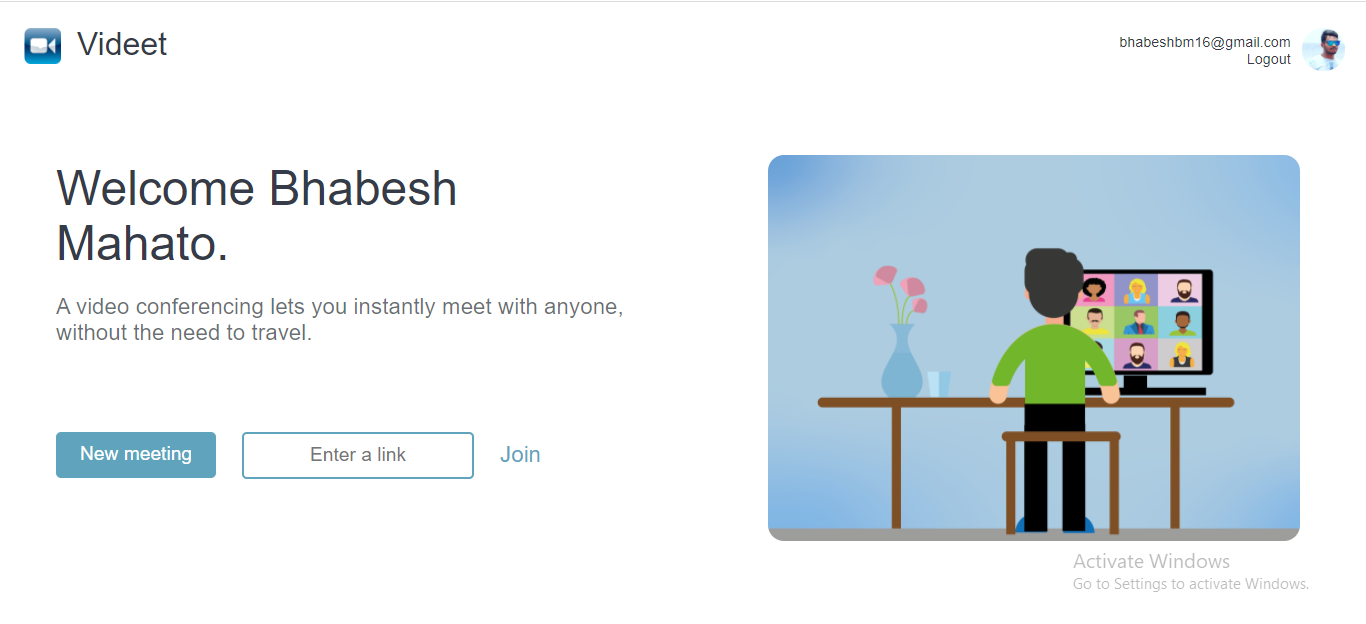 Videet
bhabeshbm16@gmail.com
Logout
Welcome Bhabesh
Mahato.
A video conferencing lets you instantly meet with anyone,
without the need to travel.
New meeting
Enter a link
Join
Activate Windows
Go to Settings to activate Windows.